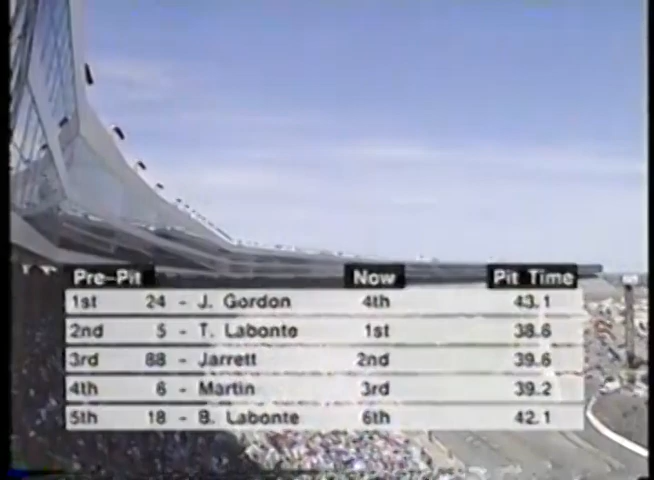 Pre-Pit Now Pit Time
1st 24 - J. Gordon 4th 43.1
2nd 5 - T. Labonte 1st 38.6
3rd 88 - Jarrett 2nd 39.6
4th 6 - Martin 3rd 39.2
5th 18 - B. Labonte 6th 42.1